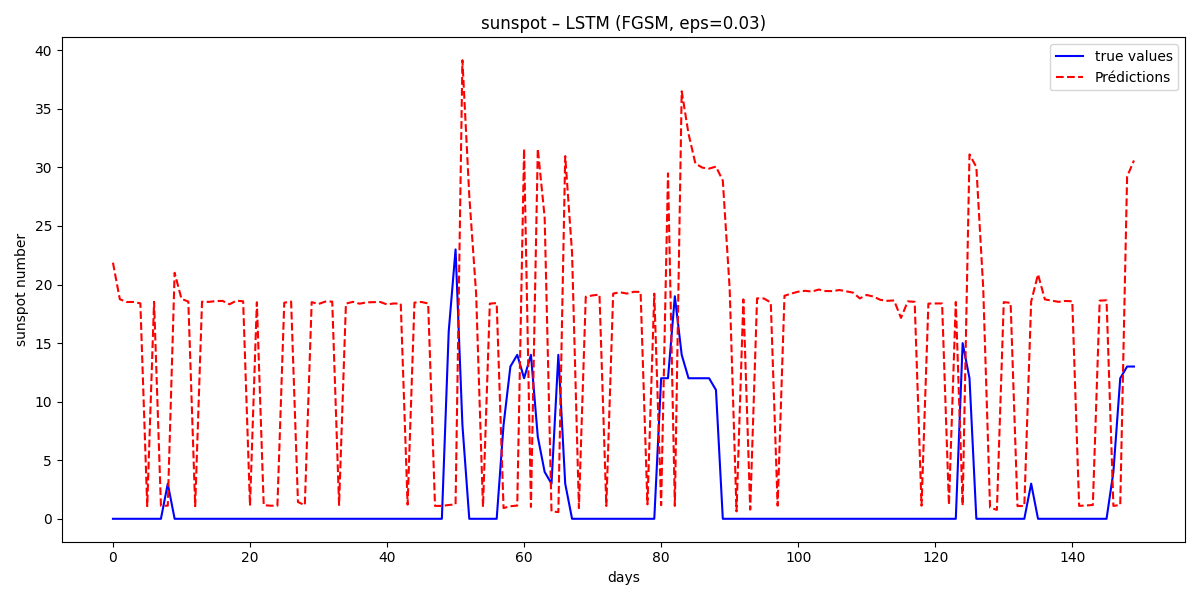 sunspot – LSTM (FGSM, eps=0.03)
true values
Prédictions
sunspot number
40
35
30
25
20
15
10
5
0
0 20 40 60 80 100 120 140
days